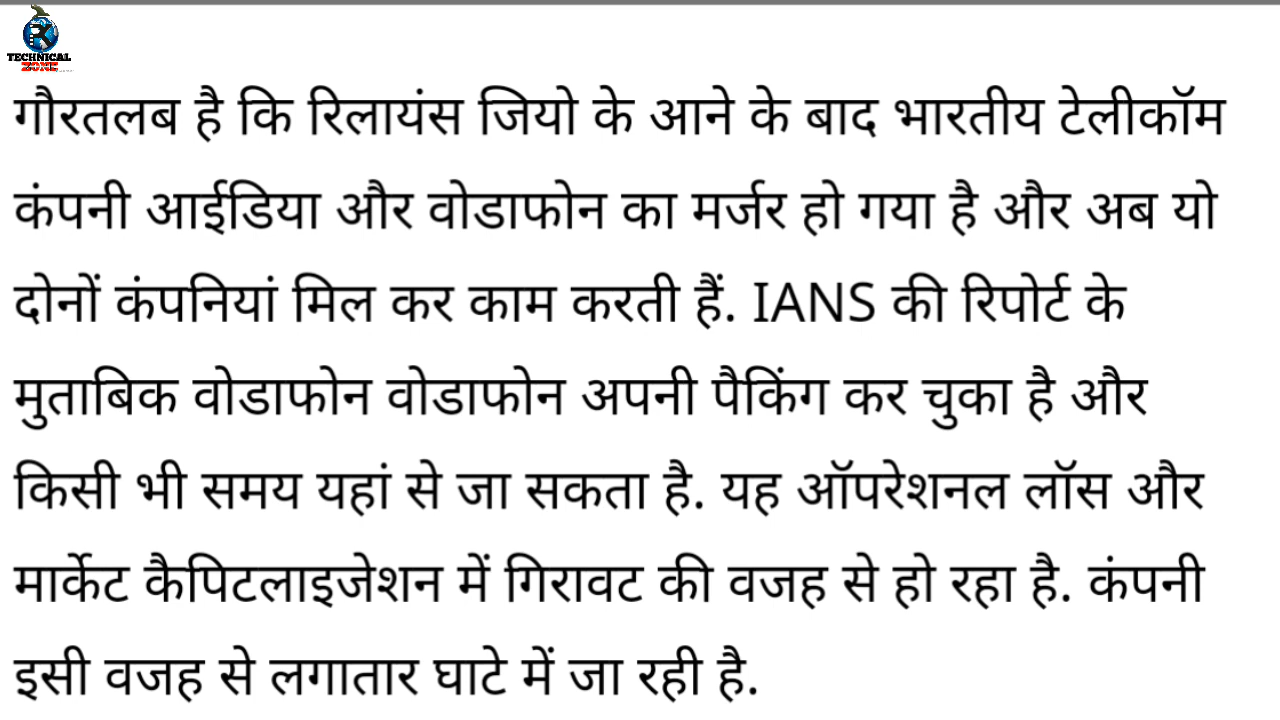 TECHNICAL
ZONE
गौरतलब है कि रिलायंस जियो के आने के बाद भारतीय टेलीकॉम
कंपनी आईडिया और वोडाफोन का मर्जर हो गया है और अब यो
दोनों कंपनियां मिल कर काम करती हैं. IANS की रिपोर्ट के
मुताबिक वोडाफोन वोडाफोन अपनी पैकिंग कर चुका है और
किसी भी समय यहां से जा सकता है. यह ऑपरेशनल लॉस और
मार्केट कैपिटलाइजेशन में गिरावट की वजह से हो रहा है. कंपनी
इसी वजह से लगातार घाटे में जा रही है.